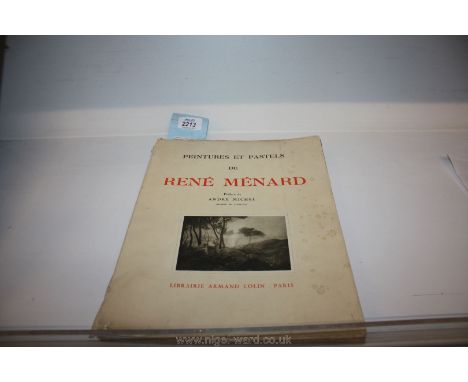 2213
PEINTURES ET PASTELS
DE
RENÉ MÉNARD
Préface de
ANDRÉ MICHEL
LIBRAIRIE ARMAND COLIN - PARIS
www.nigel-ward.co.uk